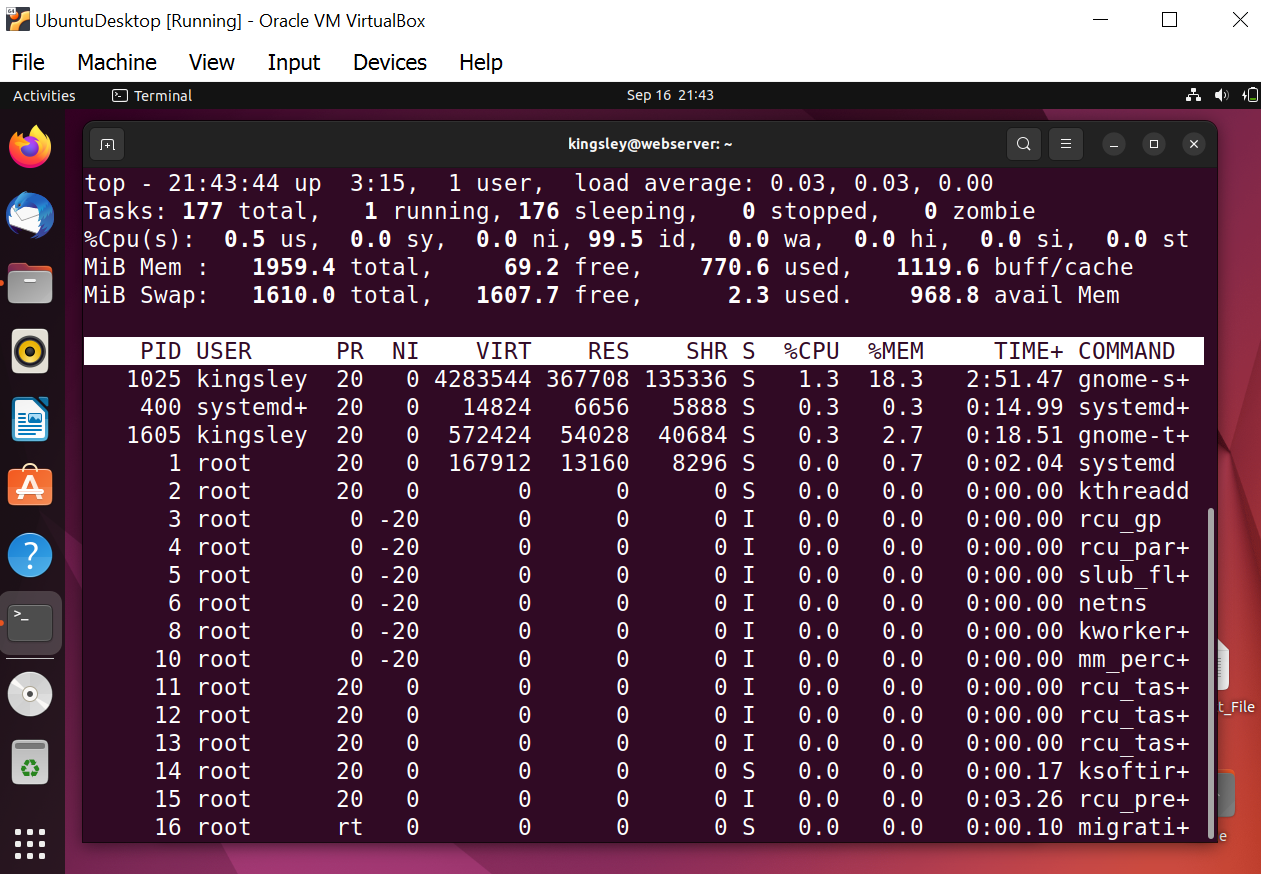 UbuntuDesktop [Running] - Oracle VM VirtualBox
File Machine View Input Devices Help
Activities Terminal Sep 16 21:43
kingsley@webserver: ~
top - 21:43:44 up 3:15, 1 user, load average: 0.03, 0.03, 0.00
Tasks: 177 total, 1 running, 176 sleeping, 0 stopped, 0 zombie
%Cpu(s): 0.5 us, 0.0 sy, 0.0 ni, 99.5 id, 0.0 wa, 0.0 hi, 0.0 si, 0.0 st
MiB Mem : 1959.4 total, 69.2 free, 770.6 used, 1119.6 buff/cache
MiB Swap: 1610.0 total, 1607.7 free, 2.3 used. 968.8 avail Mem
PID USER PR NI VIRT RES SHR S %CPU %MEM TIME+ COMMAND
1025 kingsley 20 0 4283544 367708 135336 S 1.3 18.3 2:51.47 gnome-s+
400 systemd+ 20 0 14824 6656 5888 S 0.3 0.3 0:14.99 systemd+
1605 kingsley 20 0 572424 54028 40684 S 0.3 2.7 0:18.51 gnome-t+
1 root 20 0 167912 13160 8296 S 0.0 0.7 0:02.04 systemd
2 root 20 0 0 0 0 S 0.0 0.0 0:00.00 kthreadd
3 root 0 -20 0 0 0 I 0.0 0.0 0:00.00 rcu_gp
4 root 0 -20 0 0 0 I 0.0 0.0 0:00.00 rcu_par+
5 root 0 -20 0 0 0 I 0.0 0.0 0:00.00 slub_fl+
6 root 0 -20 0 0 0 I 0.0 0.0 0:00.00 netns
8 root 0 -20 0 0 0 I 0.0 0.0 0:00.00 kworker+
10 root 0 -20 0 0 0 I 0.0 0.0 0:00.00 mm_perc+
11 root 20 0 0 0 0 I 0.0 0.0 0:00.00 rcu_tas+
12 root 20 0 0 0 0 I 0.0 0.0 0:00.00 rcu_tas+
13 root 20 0 0 0 0 I 0.0 0.0 0:00.00 rcu_tas+
14 root 20 0 0 0 0 S 0.0 0.0 0:00.17 ksoftir+
15 root 20 0 0 0 0 I 0.0 0.0 0:03.26 rcu_pre+
16 root rt 0 0 0 0 S 0.0 0.0 0:00.10 migrati+
t_File
e